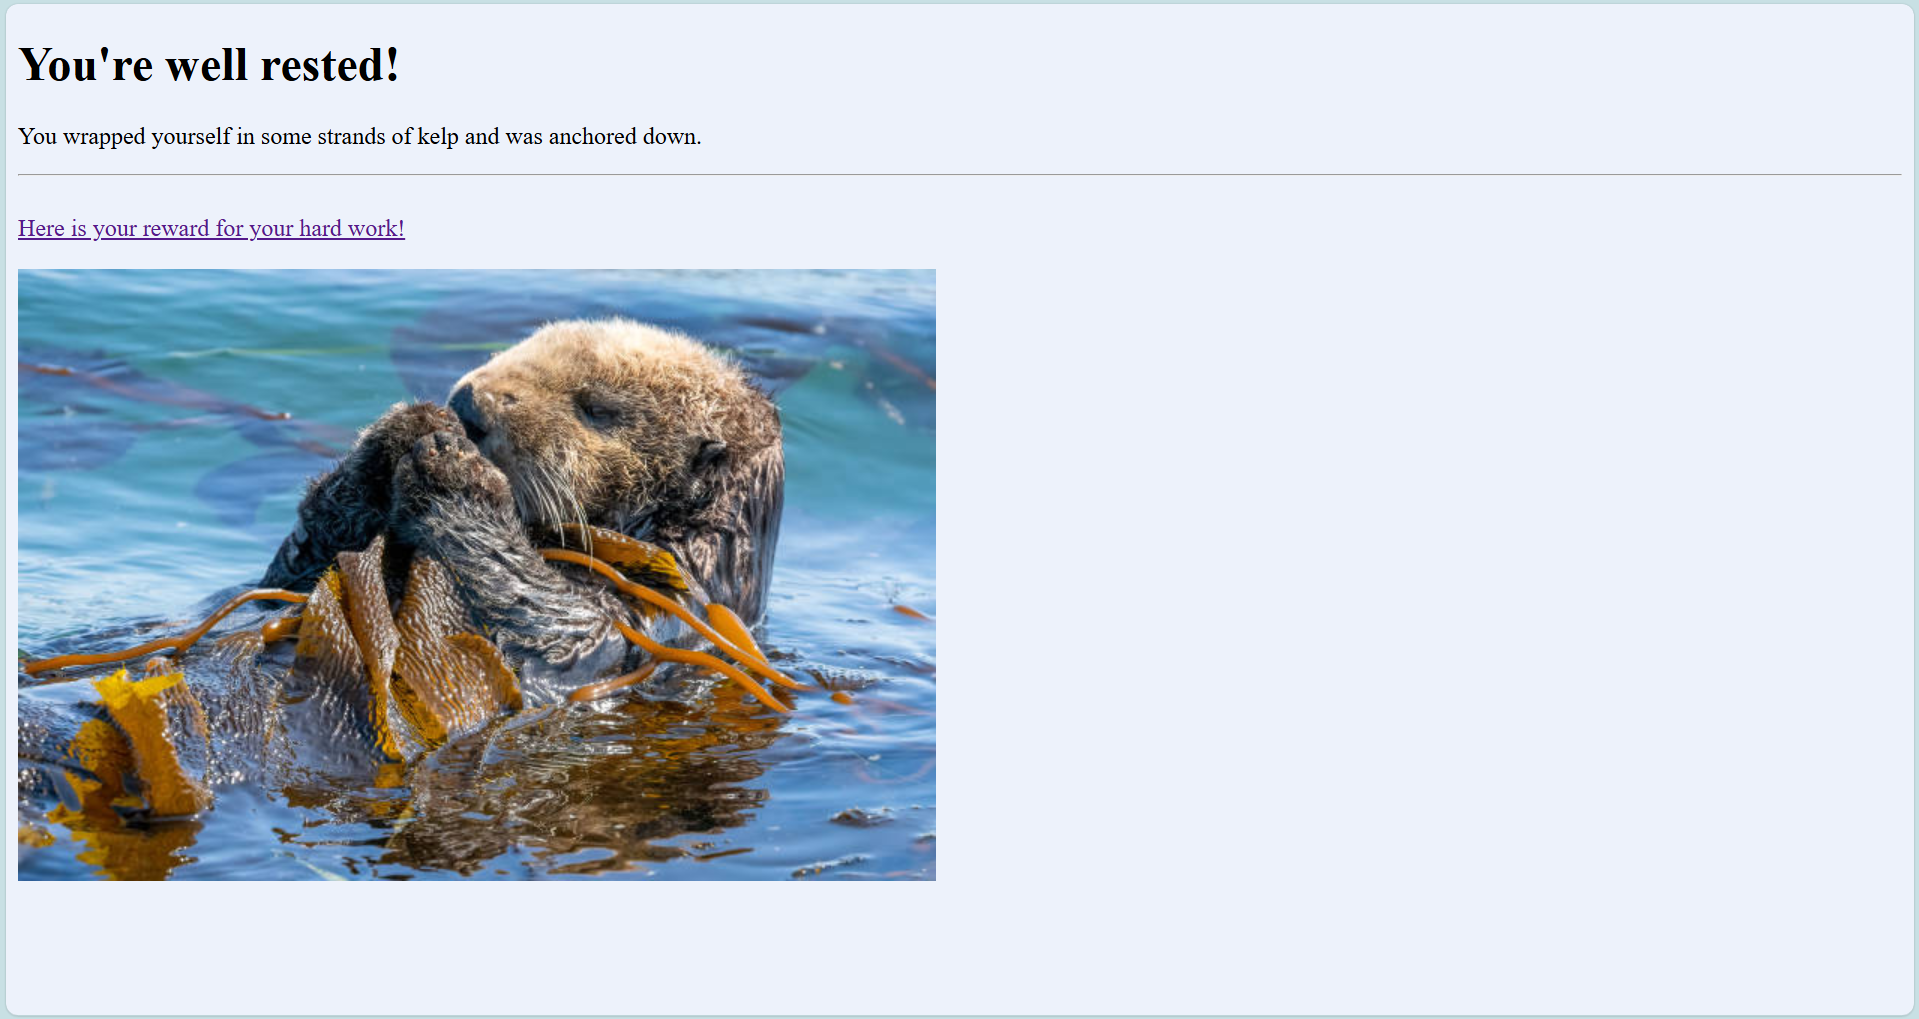 You're well rested!
You wrapped yourself in some strands of kelp and was anchored down.
Here is your reward for your hard work!